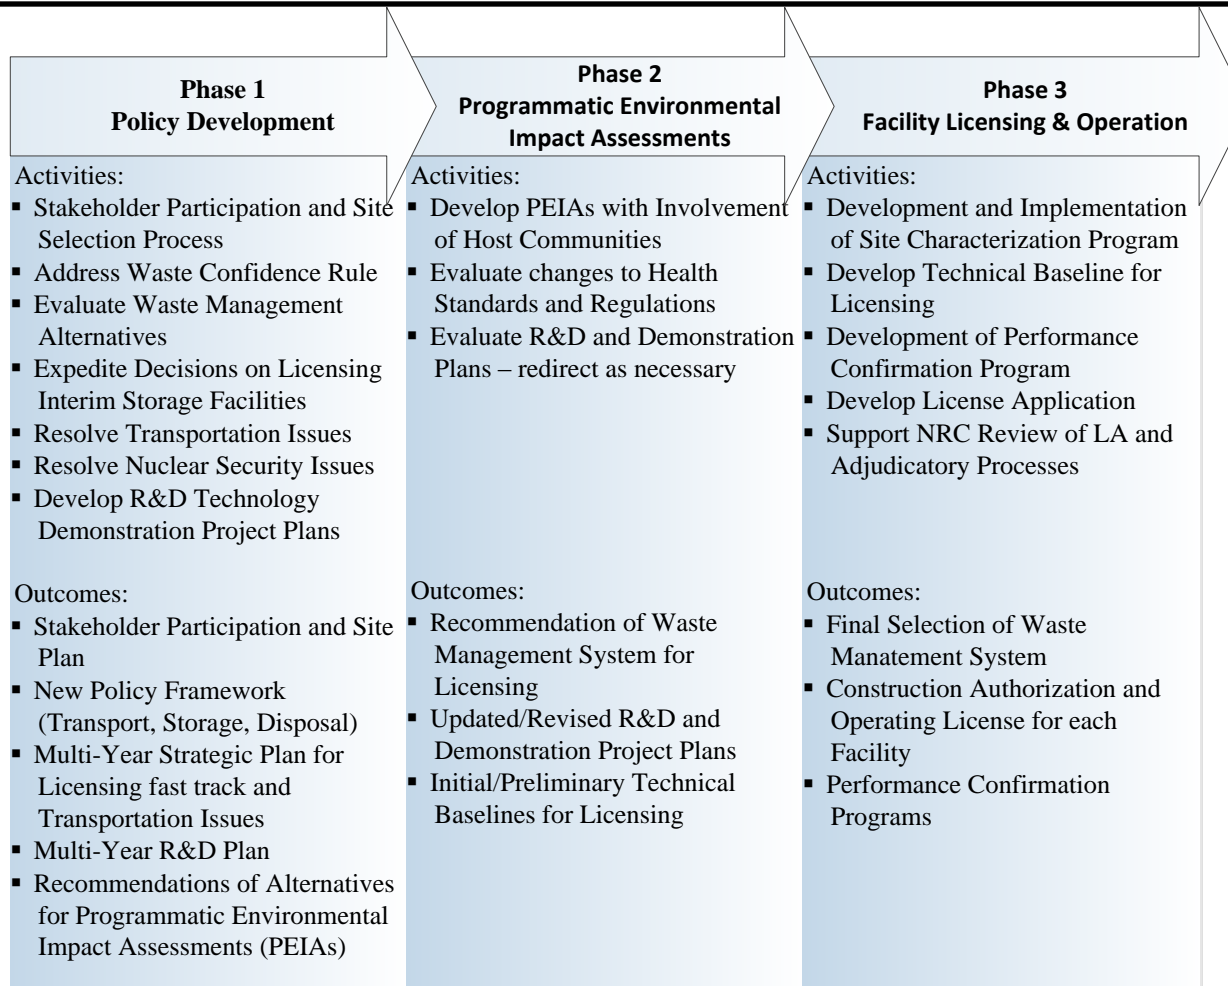 Phase 1
Policy Development
Activities:
▪ Stakeholder Participation and Site
Selection Process
▪ Address Waste Confidence Rule
▪ Evaluate Waste Management
Alternatives
▪ Expedite Decisions on Licensing
Interim Storage Facilities
▪ Resolve Transportation Issues
▪ Resolve Nuclear Security Issues
▪ Develop R&D Technology
Demonstration Project Plans
Outcomes:
▪ Stakeholder Participation and Site
Plan
▪ New Policy Framework
(Transport, Storage, Disposal)
▪ Multi-Year Strategic Plan for
Licensing fast track and
Transportation Issues
▪ Multi-Year R&D Plan
▪ Recommendations of Alternatives
for Programmatic Environmental
Impact Assessments (PEIAs)
Phase 2
Programmatic Environmental
Impact Assessments
Activities:
▪ Develop PEIAs with Involvement
of Host Communities
▪ Evaluate changes to Health
Standards and Regulations
▪ Evaluate R&D and Demonstration
Plans – redirect as necessary
Outcomes:
▪ Recommendation of Waste
Management System for
Licensing
▪ Updated/Revised R&D and
Demonstration Project Plans
▪ Initial/Preliminary Technical
Baselines for Licensing
Phase 3
Facility Licensing & Operation
Activities:
▪ Development and Implementation
of Site Characterization Program
▪ Develop Technical Baseline for
Licensing
▪ Development of Performance
Confirmation Program
▪ Develop License Application
▪ Support NRC Review of LA and
Adjudicatory Processes
Outcomes:
▪ Final Selection of Waste
Manatement System
▪ Construction Authorization and
Operating License for each
Facility
▪ Performance Confirmation
Programs